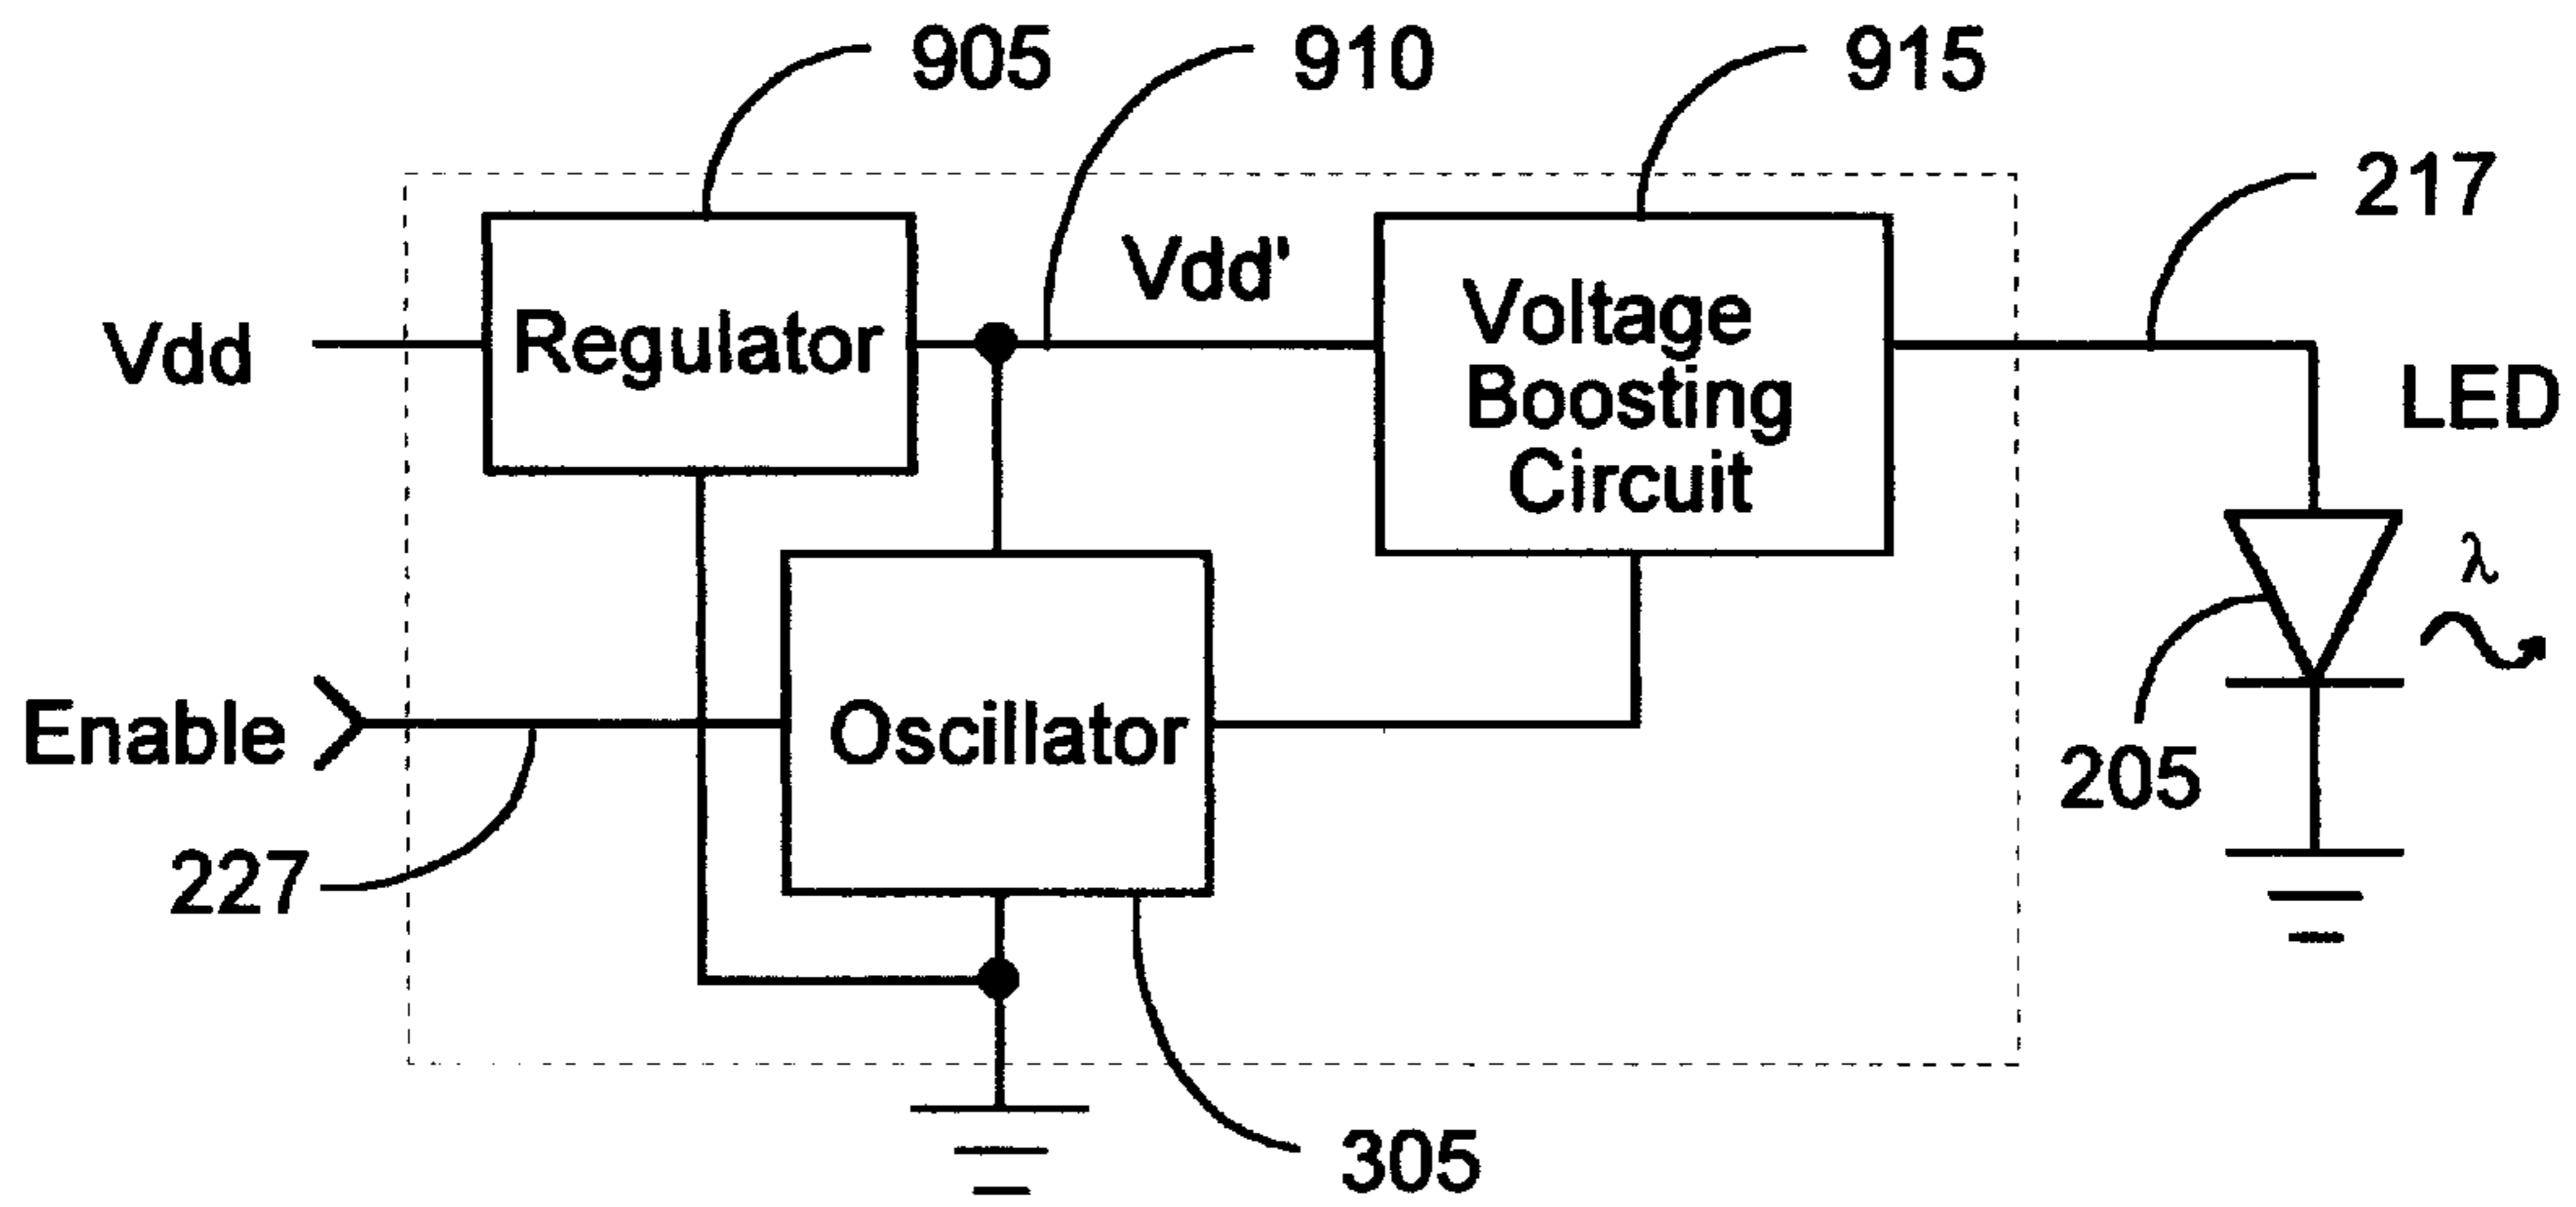 905
910
915
217
Vdd
Regulator
Vdd'
Voltage
Boosting
Circuit
LED
λ
Enable
Oscillator
205
227
305